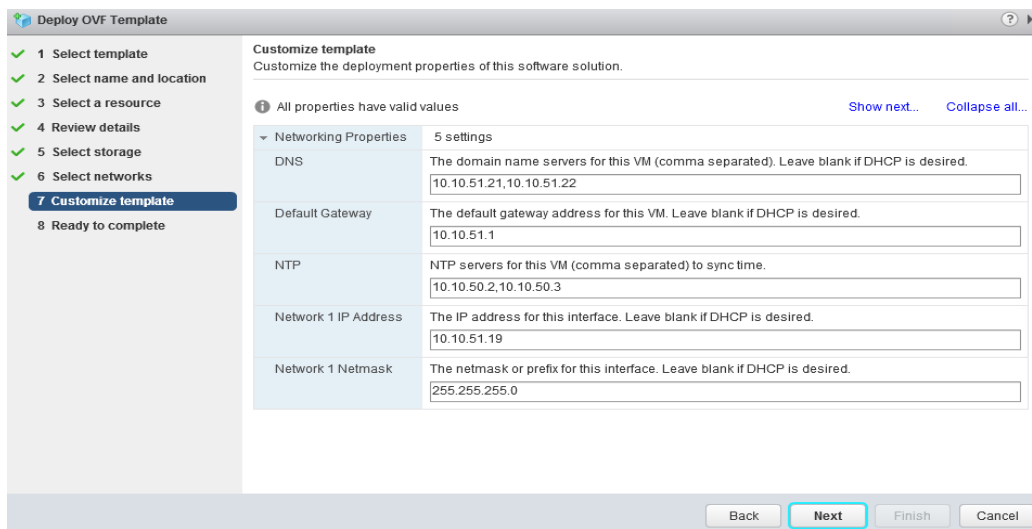 Deploy OVF Template
?
1 Select template
2 Select name and location
3 Select a resource
4 Review details
5 Select storage
6 Select networks
7 Customize template
8 Ready to complete
Customize template
Customize the deployment properties of this software solution.
All properties have valid values
Show next...
Collapse all...
Networking Properties
5 settings
DNS
The domain name servers for this VM (comma separated). Leave blank if DHCP is desired.
10.10.51.21,10.10.51.22
Default Gateway
The default gateway address for this VM. Leave blank if DHCP is desired.
10.10.51.1
NTP
NTP servers for this VM (comma separated) to sync time.
10.10.50.2,10.10.50.3
Network 1 IP Address
The IP address for this interface. Leave blank if DHCP is desired.
10.10.51.19
Network 1 Netmask
The netmask or prefix for this interface. Leave blank if DHCP is desired.
255.255.255.0
Back
Next
Finish
Cancel